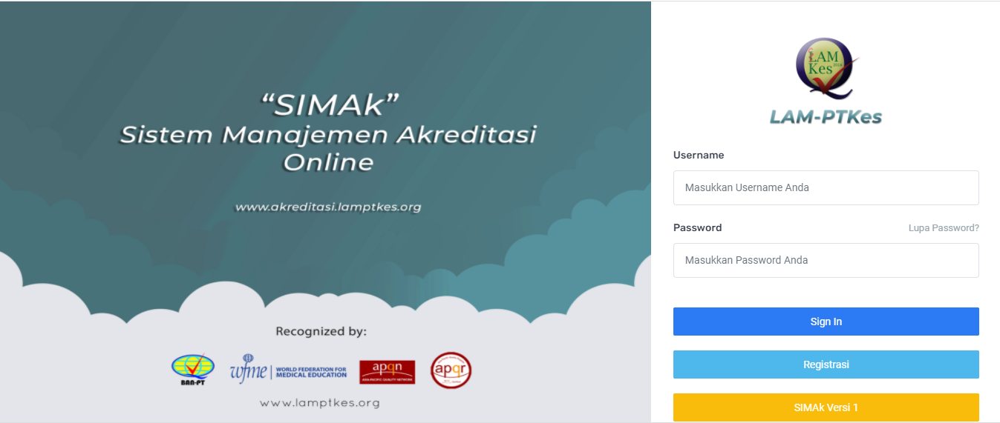 “SIMAk”
Sistem Manajemen Akreditasi
Online
www.akreditasi.lamptkes.org
Recognized by:
BAN-PT
wfme WORLD FEDERATION FOR
MEDICAL EDUCATION
apqn
ASIA-PACIFIC QUALITY NETWORK
apqr
www.lamptkes.org
LAM
Kes
LAM-PTKes
Username
Masukkan Username Anda
Password Lupa Password?
Masukkan Password Anda
Sign In
Registrasi
SIMAk Versi 1